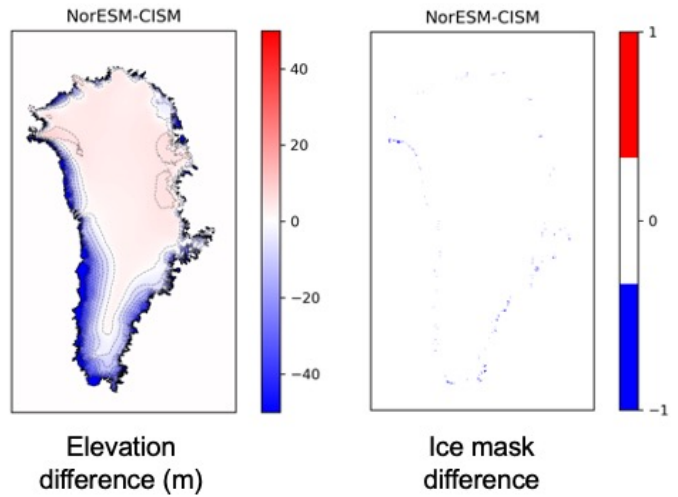 NorESM-CISM
40
20
0
−20
−40
Elevation
difference (m)
NorESM-CISM
1
0
−1
Ice mask
difference